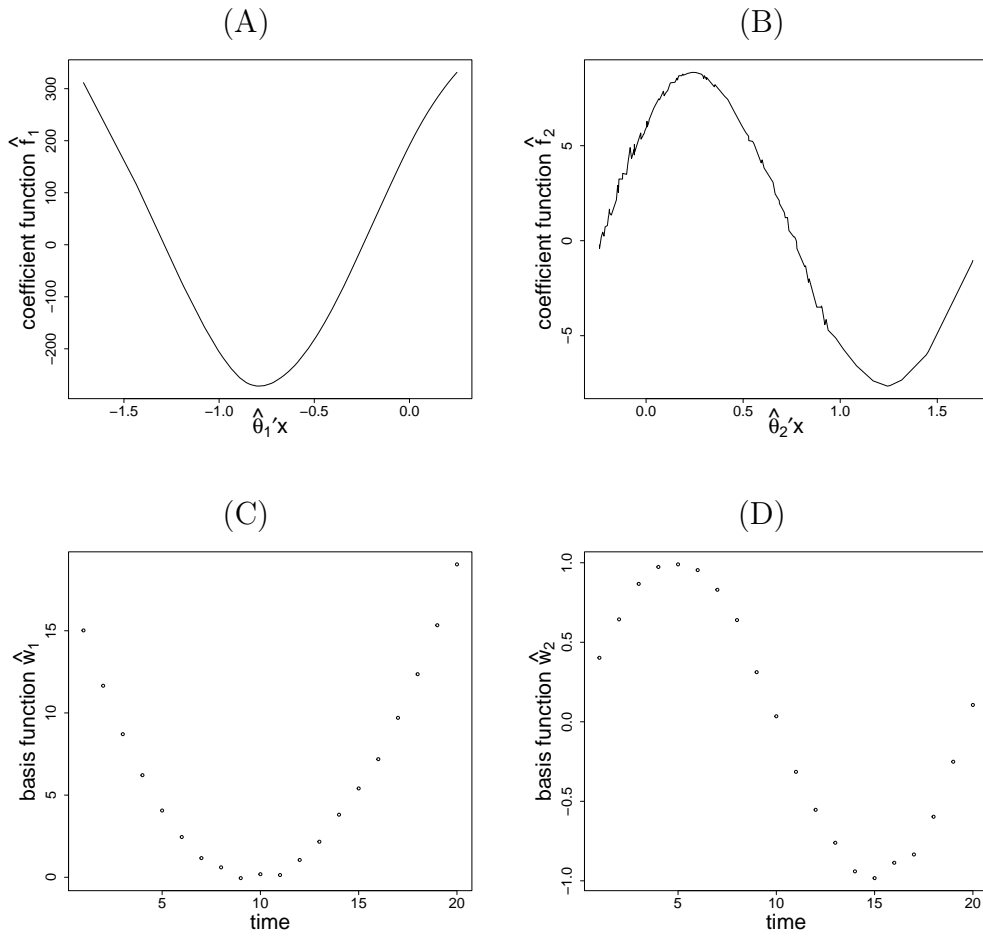 (A)
coefficient function f̂₁
300
200
100
0
−100
−200
−1.5 −1.0 −0.5 0.0
θ̂₁′x
(B)
coefficient function f̂₂
5
0
−5
0.0 0.5 1.0 1.5
θ̂₂′x
(C)
basis function ŵ₁
15
10
5
0
5 10 15 20
time
(D)
basis function ŵ₂
1.0
0.5
0.0
−0.5
−1.0
5 10 15 20
time